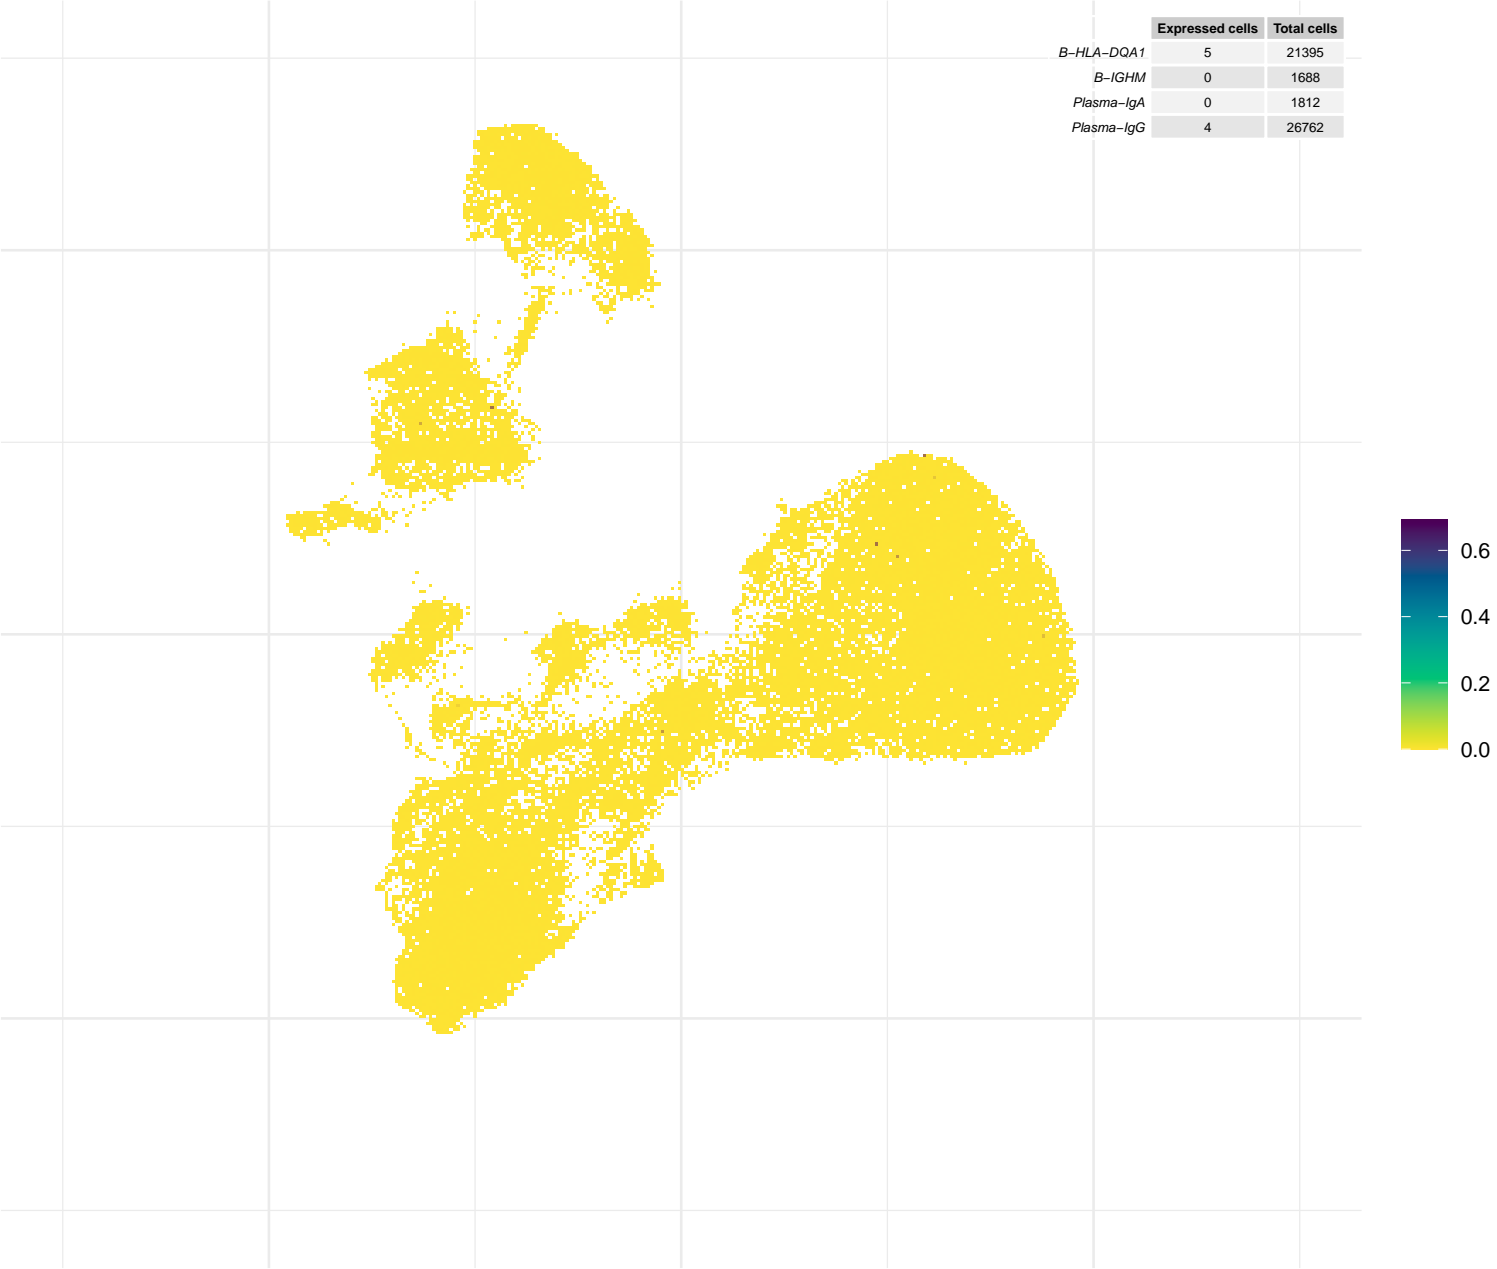 Expressed cells Total cells
B−HLA−DQA1 5 21395
B−IGHM 0 1688
Plasma−IgA 0 1812
Plasma−IgG 4 26762
0.6
0.4
0.2
0.0